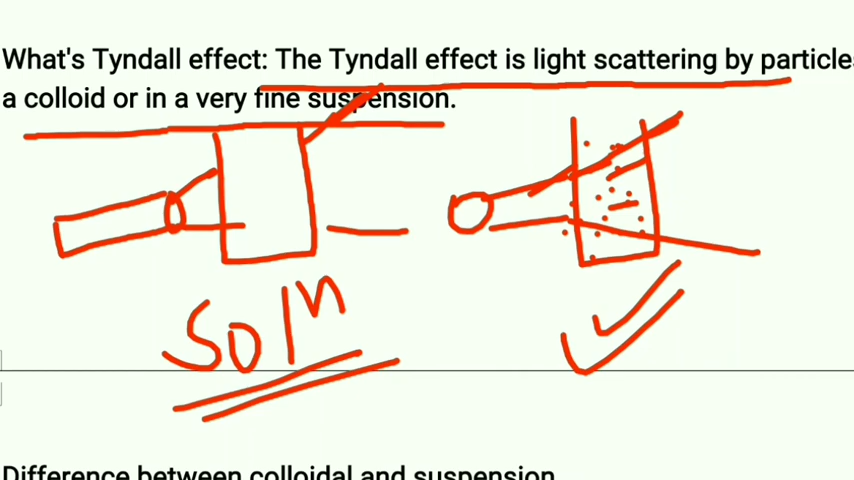 What's Tyndall effect: The Tyndall effect is light scattering by particle
a colloid or in a very fine suspension.
Soln
Difference between colloidal and suspension